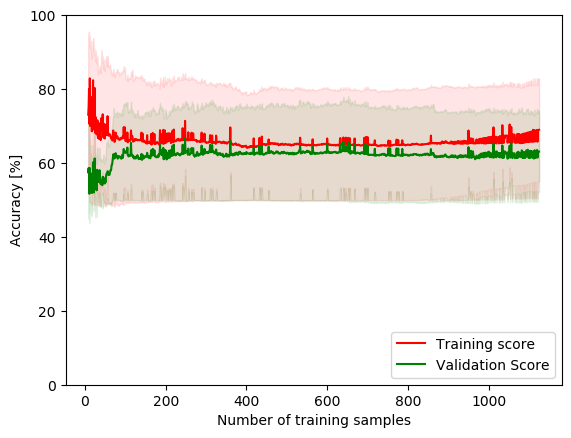 100
80
60
40
20
0
Accuracy [%]
0 200 400 600 800 1000
Number of training samples
Training score
Validation Score